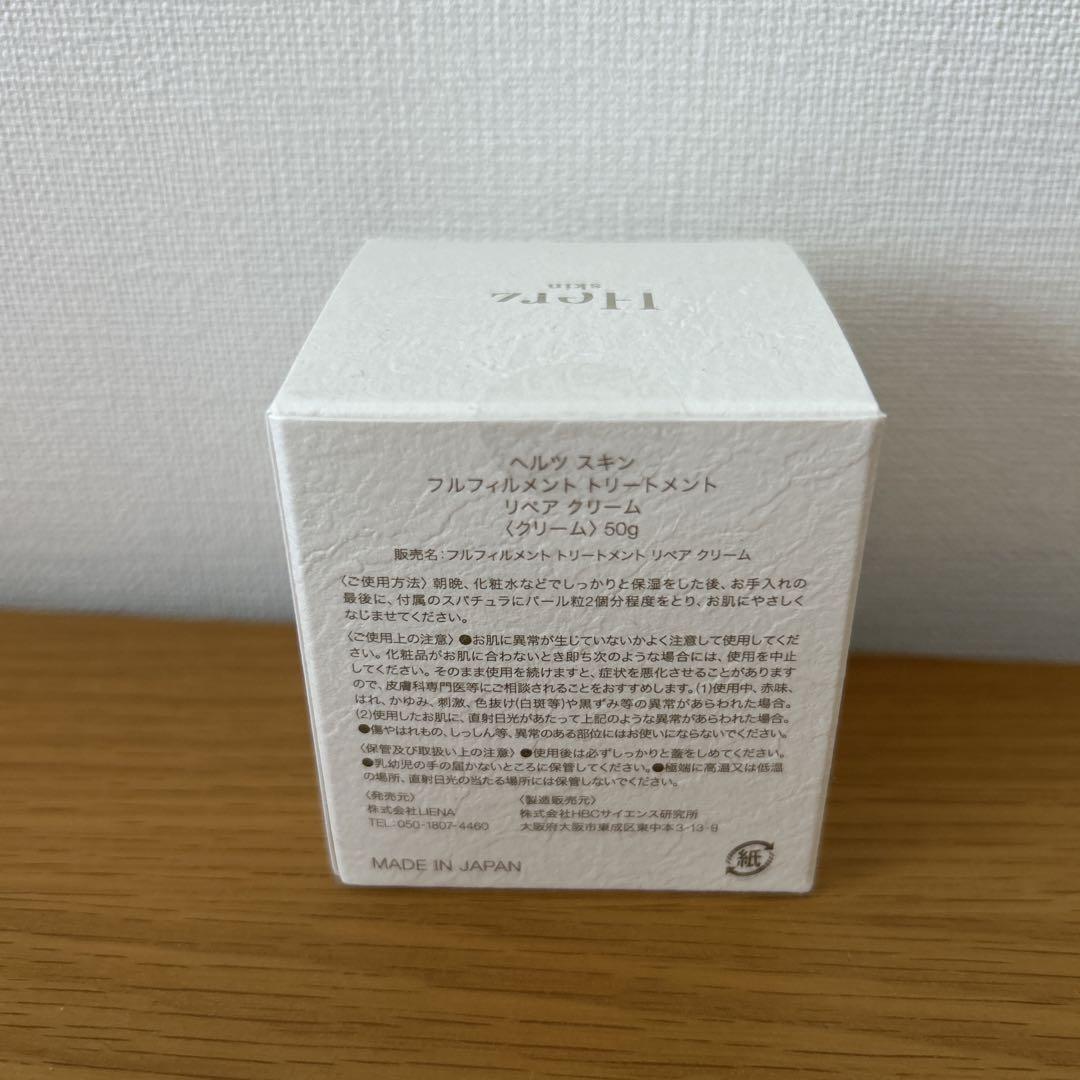 Herz
skin
ヘルツ スキン
フルフィルメント トリートメント
リペア クリーム
〈クリーム〉50g
販売名：フルフィルメント トリートメント リペア クリーム
〈ご使用方法〉朝晩、化粧水などでしっかりと保湿をした後、お手入れの
最後に、付属のスパチュラにパール粒2個分程度をとり、お肌にやさしく
なじませてください。
〈ご使用上の注意〉●お肌に異常が生じていないかよく注意して使用してくだ
さい。化粧品がお肌に合わないとき即ち次のような場合には、使用を中止
してください。そのまま使用を続けますと、症状を悪化させることがあります
ので、皮膚科専門医等にご相談されることをおすすめします。(1)使用中、赤味、
はれ、かゆみ、刺激、色抜け(白斑等)や黒ずみ等の異常があらわれた場合。
(2)使用したお肌に、直射日光があたって上記のような異常があらわれた場合。
●傷やはれもの、しっしん等、異常のある部位にはお使いにならないでください。
〈保管及び取扱い上の注意〉●使用後は必ずしっかりと蓋をしめてください。
●乳幼児の手の届かないところに保管してください。●極端に高温又は低温
の場所、直射日光の当たる場所には保管しないでください。
〈発売元〉 〈製造販売元〉
株式会社LIENA 株式会社HBCサイエンス研究所
TEL：050-1807-4460 大阪府大阪市東成区東中本3-13-9
MADE IN JAPAN
紙